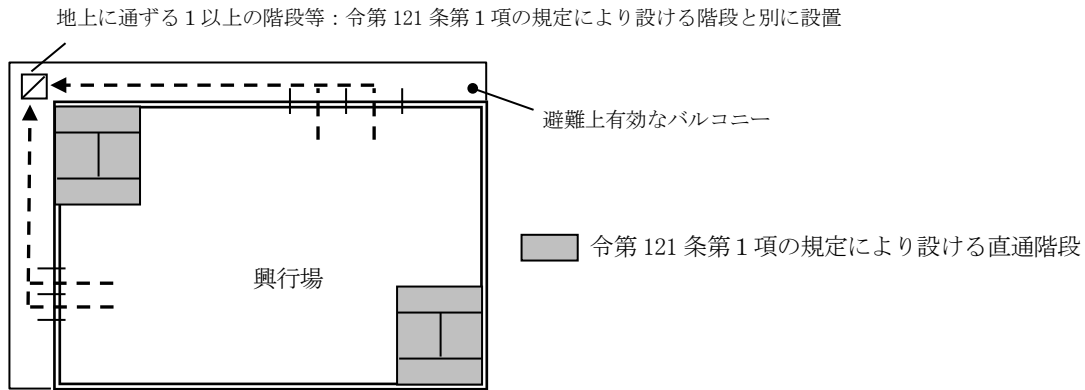 地上に通ずる１以上の階段等：令第 121 条第１項の規定により設ける階段と別に設置
避難上有効なバルコニー
令第 121 条第１項の規定により設ける直通階段
興行場